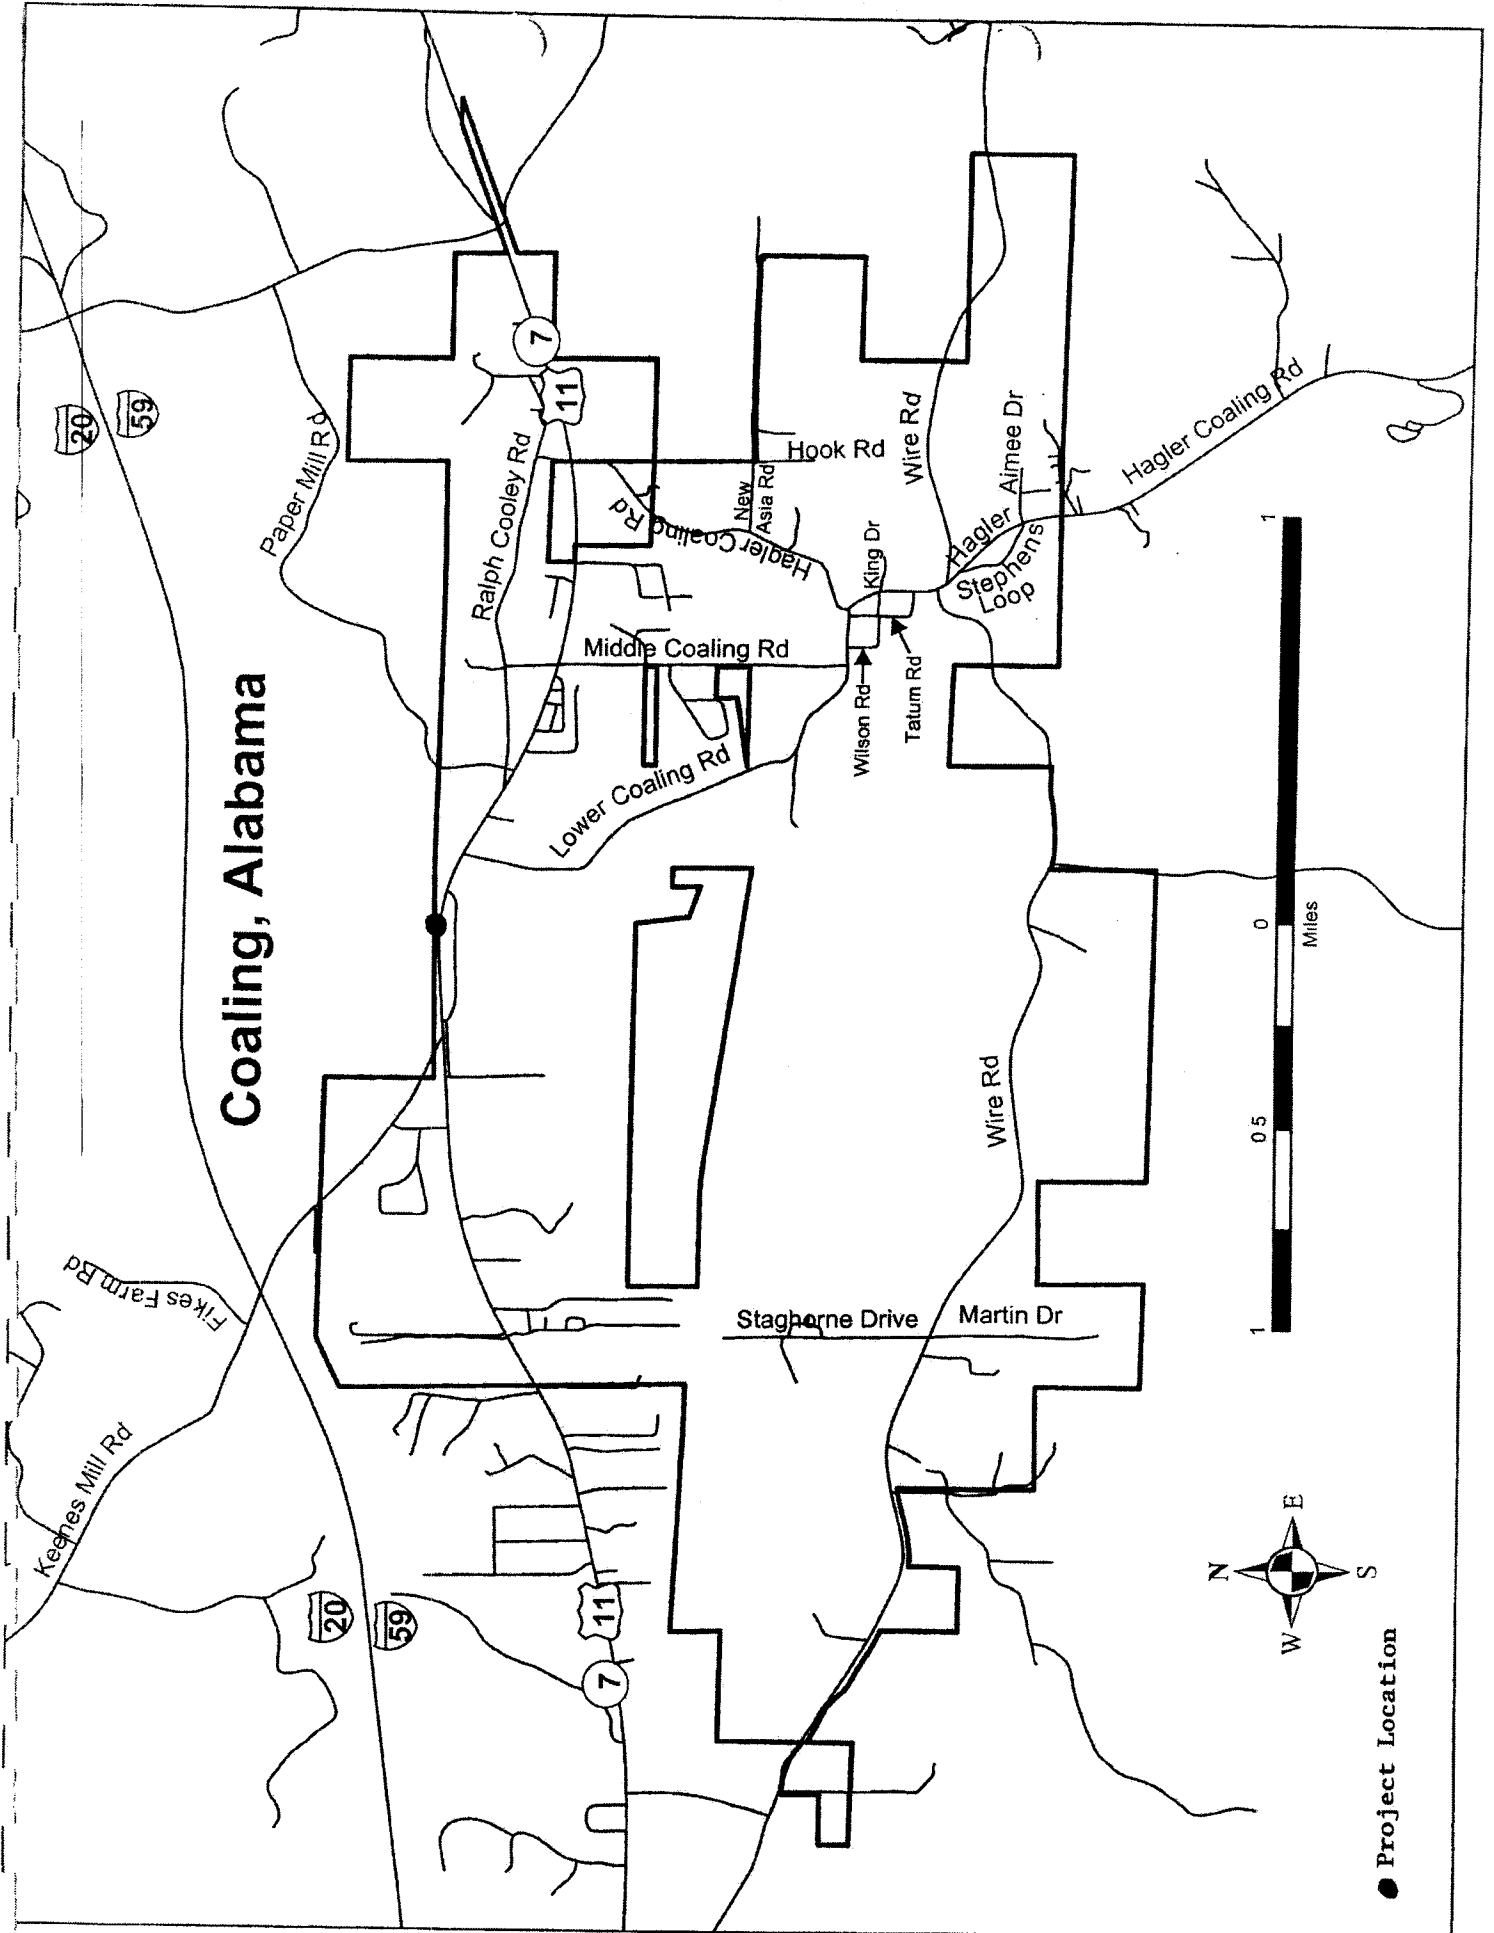 Coaling, Alabama
20
59
Paper Mill Rd
7
11
Ralph Cooley Rd
Hagler Coaling Rd
New
Asia Rd
Hook Rd
Wire Rd
Aimee Dr
Hagler
Stephens
Loop
Hagler Coaling Rd
King Dr
Middle Coaling Rd
Wilson Rd
Tatum Rd
Lower Coaling Rd
Fikes Farm Rd
Keenes Mill Rd
20
59
11
7
Staghorne Drive
Martin Dr
Wire Rd
1
0 5
0
1
Miles
N
E
S
W
Project Location